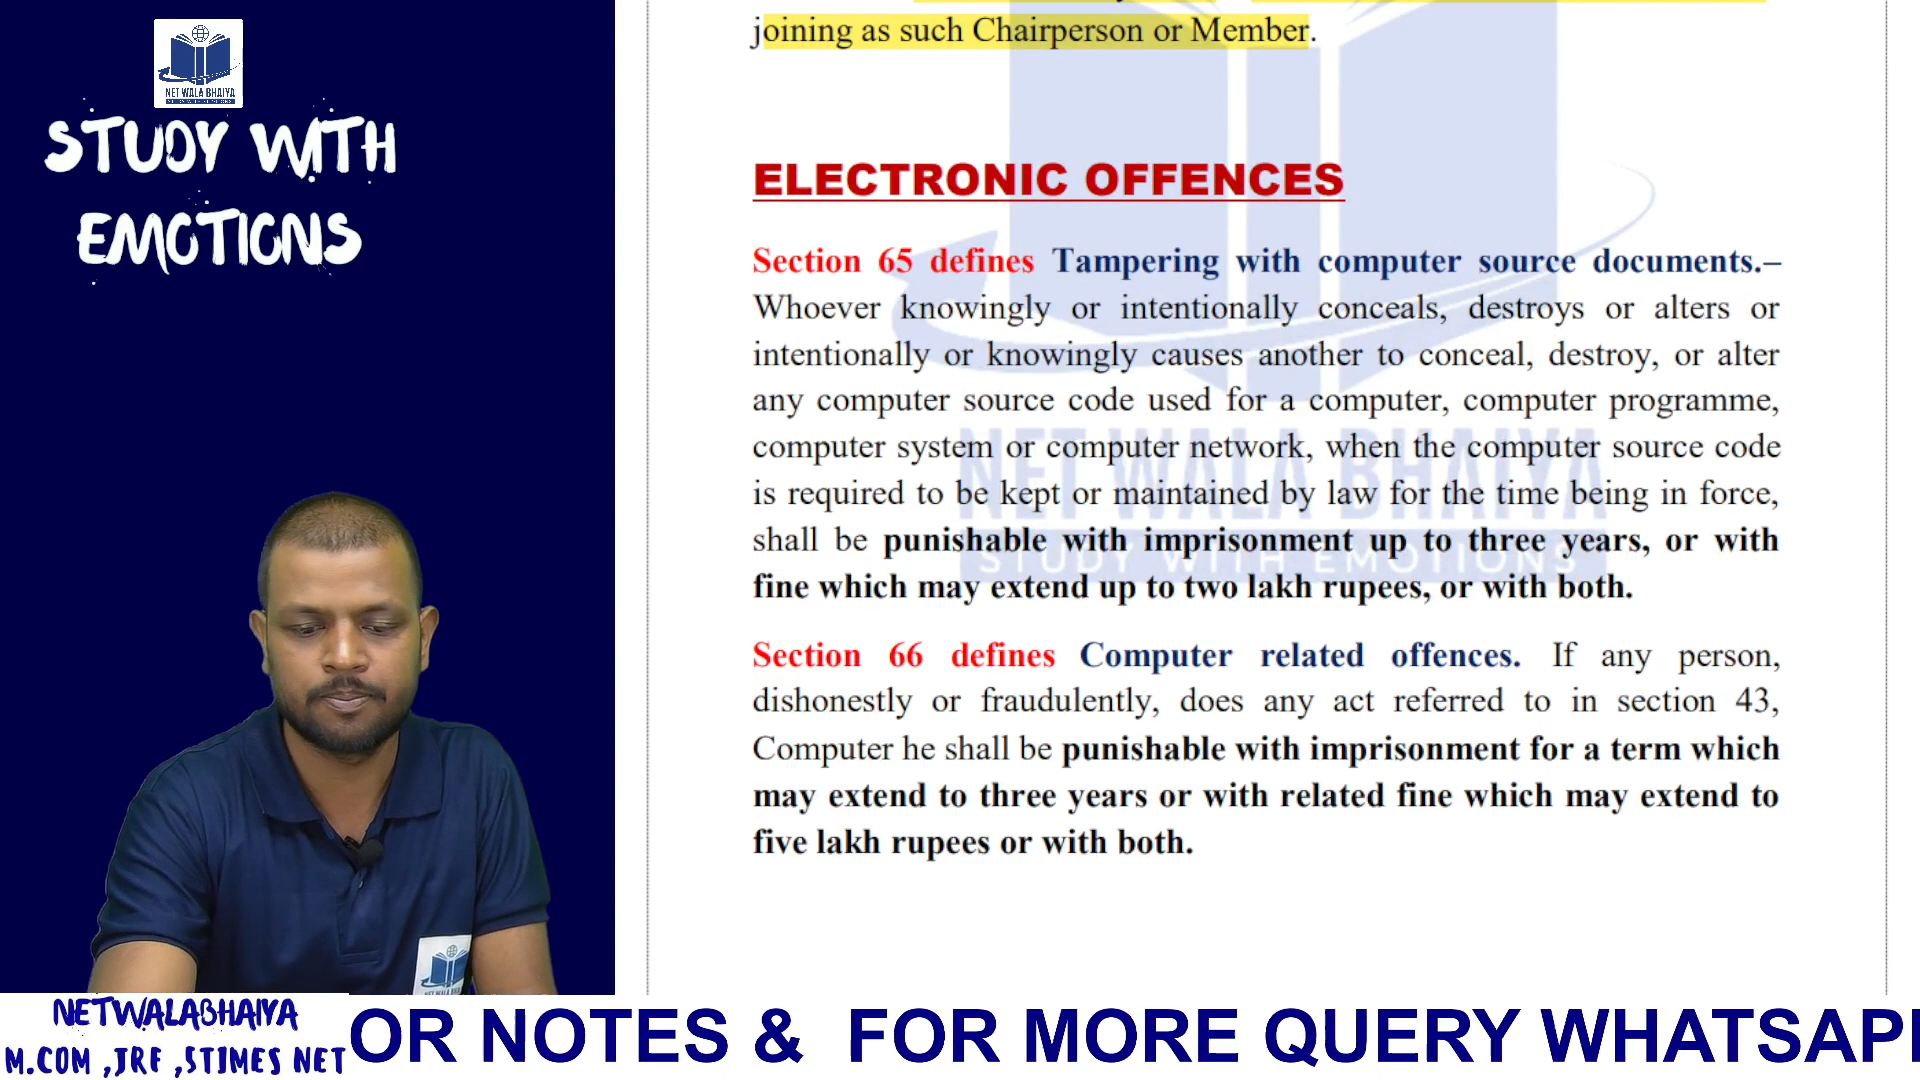 NET WALA BHAIYA
STUDY WITH
EMOTIONS
joining as such Chairperson or Member.
ELECTRONIC OFFENCES
Section 65 defines Tampering with computer source documents.–
Whoever knowingly or intentionally conceals, destroys or alters or
intentionally or knowingly causes another to conceal, destroy, or alter
any computer source code used for a computer, computer programme,
computer system or computer network, when the computer source code
is required to be kept or maintained by law for the time being in force,
shall be punishable with imprisonment up to three years, or with
fine which may extend up to two lakh rupees, or with both.
Section 66 defines Computer related offences. If any person,
dishonestly or fraudulently, does any act referred to in section 43,
Computer he shall be punishable with imprisonment for a term which
may extend to three years or with related fine which may extend to
five lakh rupees or with both.
NET WALA BHAIYA
STUDY WITH EMOTIONS
NETWALABHAIYA
M.COM ,JRF ,5TIMES NET
OR NOTES & FOR MORE QUERY WHATSAPP